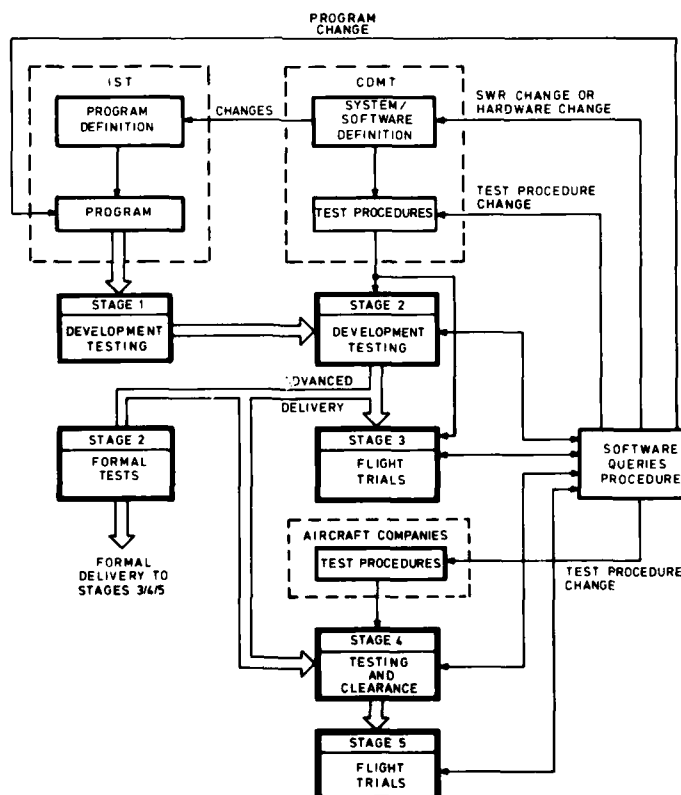 PROGRAM
CHANGE
IST
CDMT
PROGRAM
DEFINITION
CHANGES
SYSTEM/
SOFTWARE
DEFINITION
SWR CHANGE OR
HARDWARE CHANGE
PROGRAM
TEST PROCEDURES
TEST PROCEDURE
CHANGE
STAGE 1
DEVELOPMENT
TESTING
STAGE 2
DEVELOPMENT
TESTING
ADVANCED
DELIVERY
STAGE 2
FORMAL
TESTS
STAGE 3
FLIGHT
TRIALS
SOFTWARE
QUERIES
PROCEDURE
FORMAL
DELIVERY TO
STAGES 3/4/5
AIRCRAFT COMPANIES
TEST PROCEDURES
TEST PROCEDURE
CHANGE
STAGE 4
TESTING
AND
CLEARANCE
STAGE 5
FLIGHT
TRIALS